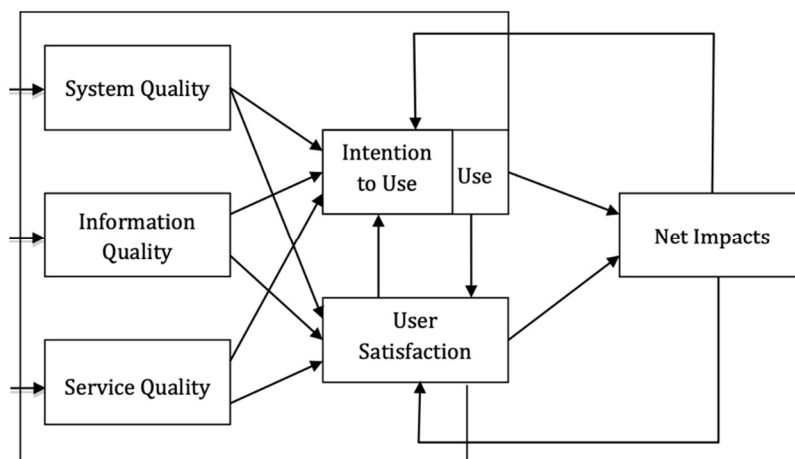 System Quality
Intention
to Use
Use
Information
Quality
Net Impacts
User
Satisfaction
Service Quality